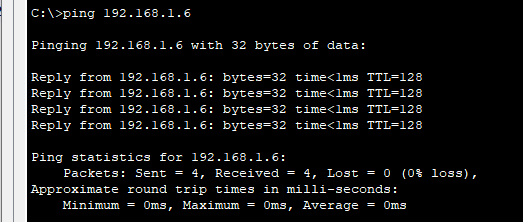 C:\>ping 192.168.1.6
Pinging 192.168.1.6 with 32 bytes of data:
Reply from 192.168.1.6: bytes=32 time<1ms TTL=128
Reply from 192.168.1.6: bytes=32 time<1ms TTL=128
Reply from 192.168.1.6: bytes=32 time<1ms TTL=128
Reply from 192.168.1.6: bytes=32 time<1ms TTL=128
Ping statistics for 192.168.1.6:
Packets: Sent = 4, Received = 4, Lost = 0 (0% loss),
Approximate round trip times in milli-seconds:
Minimum = 0ms, Maximum = 0ms, Average = 0ms